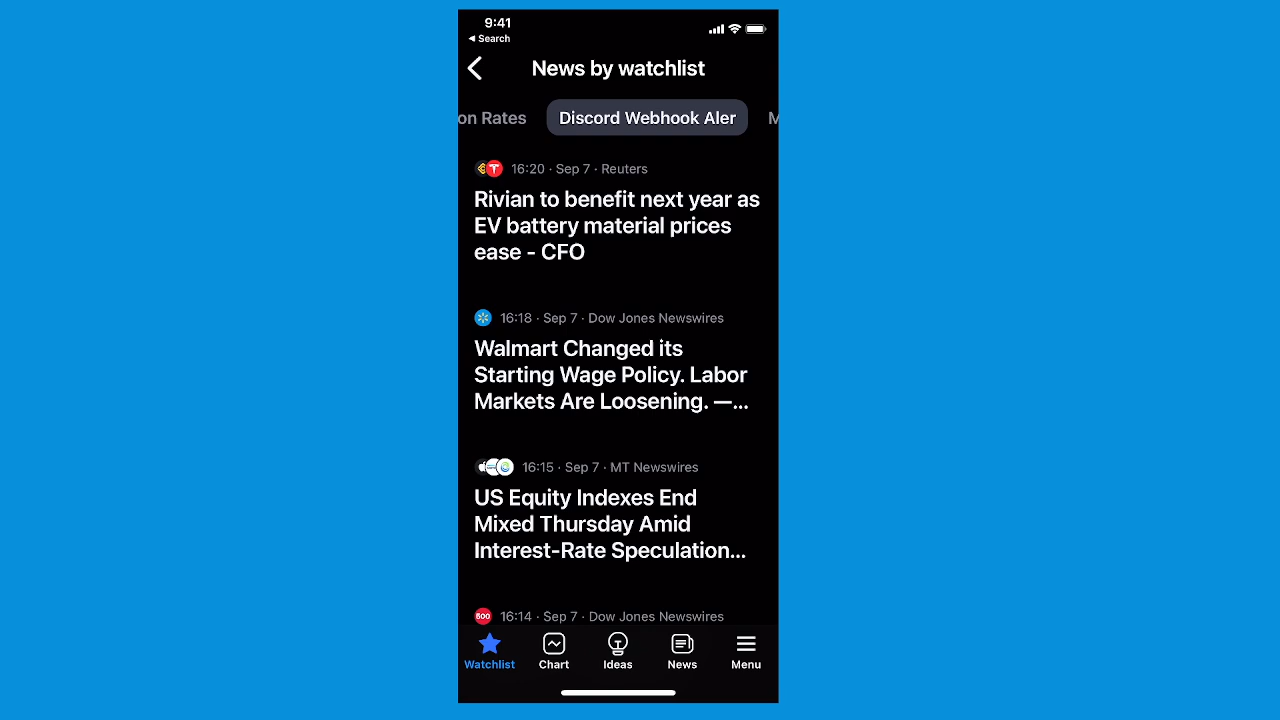 9:41
◄ Search
News by watchlist
on Rates
Discord Webhook Aler
M
16:20 · Sep 7 · Reuters
Rivian to benefit next year as
EV battery material prices
ease - CFO
16:18 · Sep 7 · Dow Jones Newswires
Walmart Changed its
Starting Wage Policy. Labor
Markets Are Loosening. —...
16:15 · Sep 7 · MT Newswires
US Equity Indexes End
Mixed Thursday Amid
Interest-Rate Speculation...
500
16:14 · Sep 7 · Dow Jones Newswires
Watchlist
Chart
Ideas
News
Menu